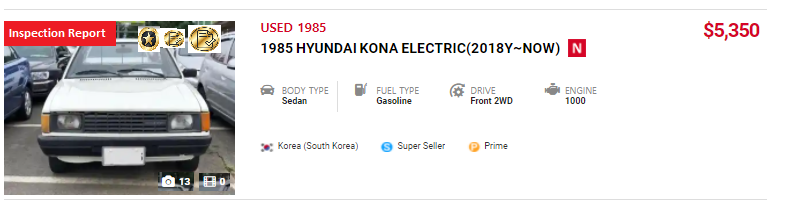 Inspection Report
USED 1985
$5,350
1985 HYUNDAI KONA ELECTRIC(2018Y~NOW) N
BODY TYPE
Sedan
FUEL TYPE
Gasoline
DRIVE
Front 2WD
ENGINE
1000
13 0
Korea (South Korea) S Super Seller P Prime